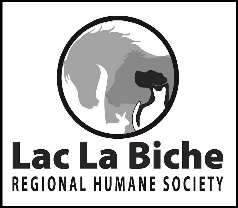 Lac La Biche
REGIONAL HUMANE SOCIETY